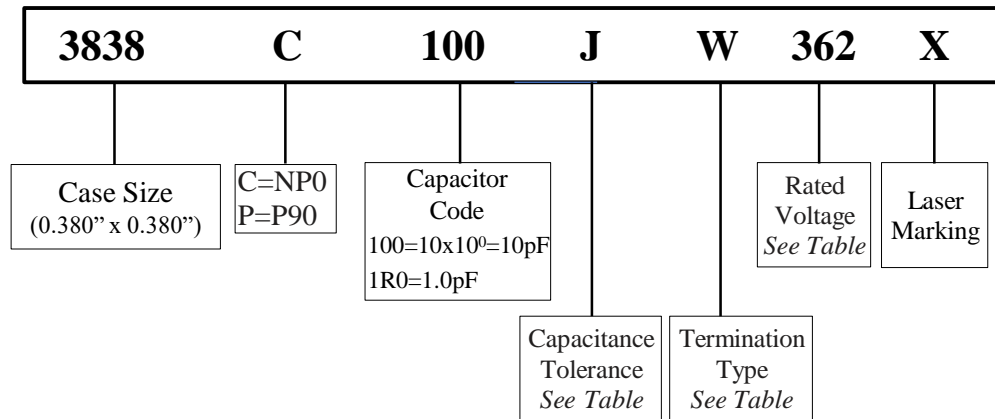 3838 C 100 J W 362 X
Case Size
(0.380” x 0.380”)
C=NP0
P=P90
Capacitor
Code
100=10x10⁰=10pF
1R0=1.0pF
Rated
Voltage
See Table
Laser
Marking
Capacitance
Tolerance
See Table
Termination
Type
See Table